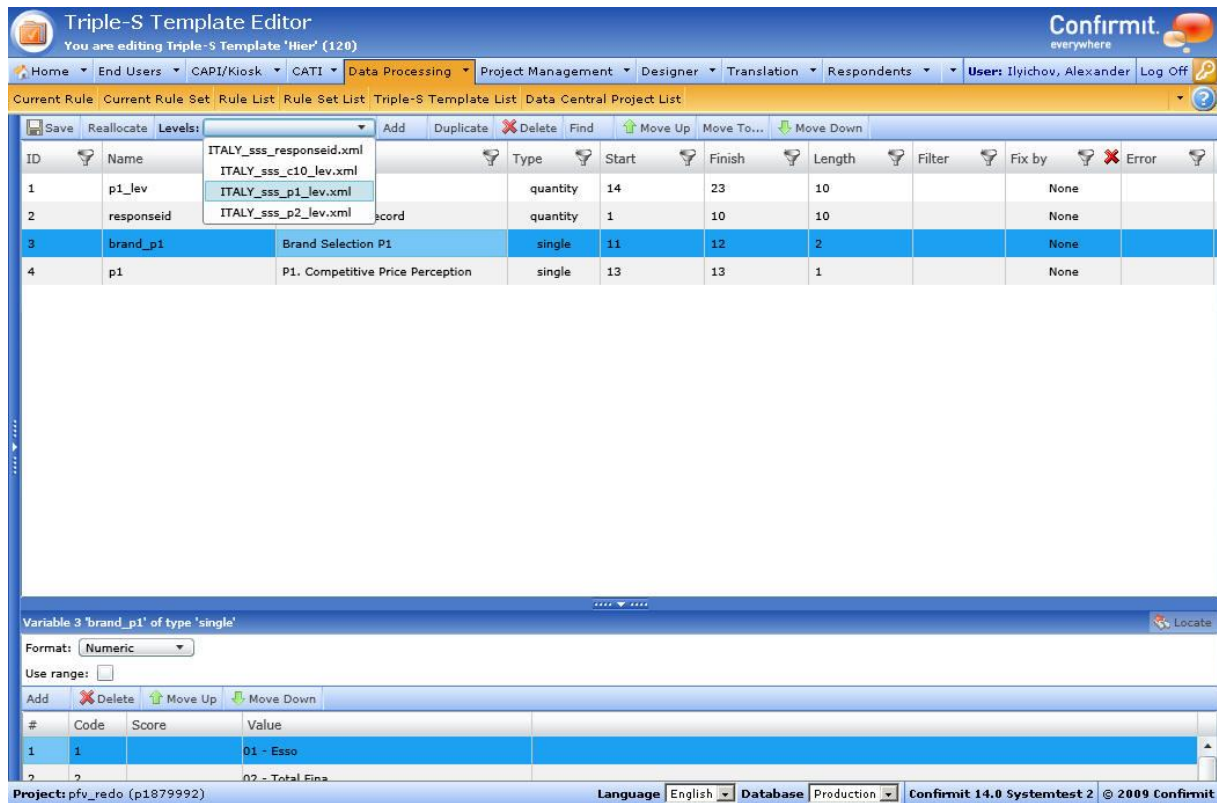 Triple-S Template Editor
You are editing Triple-S Template 'Hier' (120)
Confirmit.
everywhere
Home End Users CAPI/Kiosk CATI Data Processing Project Management Designer Translation Respondents User: Ilyichov, Alexander Log Off
Current Rule Current Rule Set Rule List Rule Set List Triple-S Template List Data Central Project List
Save Reallocate Levels: Add Duplicate Delete Find Move Up Move To... Move Down
ITALY_sss_responseid.xml
ITALY_sss_c10_lev.xml
ITALY_sss_p1_lev.xml
ITALY_sss_p2_lev.xml
ID Name Type Start Finish Length Filter Fix by Error
1 p1_lev quantity 14 23 10 None
2 responseid ecord quantity 1 10 10 None
3 brand_p1 Brand Selection P1 single 11 12 2 None
4 p1 P1. Competitive Price Perception single 13 13 1 None
Variable 3 'brand_p1' of type 'single' Locate
Format: Numeric
Use range:
Add Delete Move Up Move Down
# Code Score Value
1 1 01 - Esso
2 2 02 - Total Fina
Project: pfv_redo (p1879992) Language English Database Production Confirmit 14.0 Systemtest 2 © 2009 Confirmit